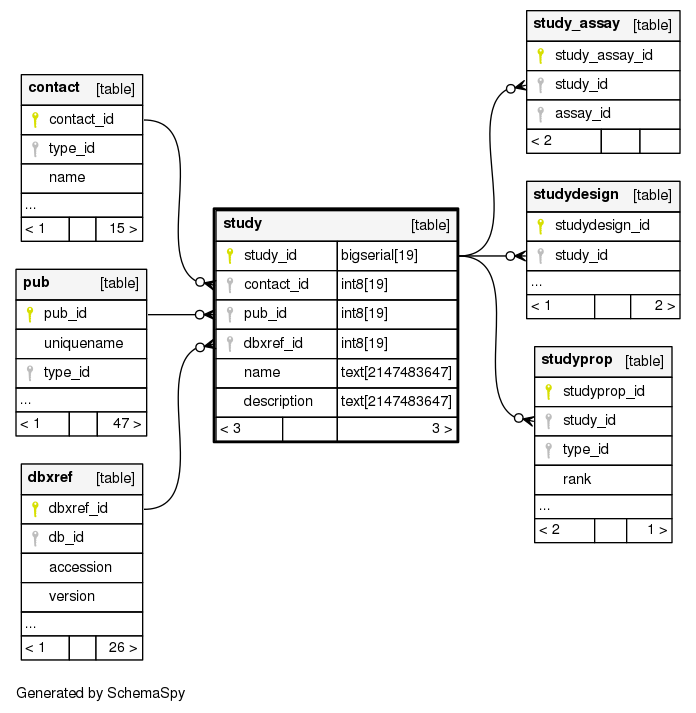 study_assay [table]
study_assay_id
study_id
assay_id
< 2
contact [table]
contact_id
type_id
name
...
< 1 15 >
studydesign [table]
studydesign_id
study_id
...
< 1 2 >
study [table]
study_id bigserial[19]
contact_id int8[19]
pub_id int8[19]
dbxref_id int8[19]
name text[2147483647]
description text[2147483647]
< 3 3 >
pub [table]
pub_id
uniquename
type_id
...
< 1 47 >
studyprop [table]
studyprop_id
study_id
type_id
rank
...
< 2 1 >
dbxref [table]
dbxref_id
db_id
accession
version
...
< 1 26 >
Generated by SchemaSpy